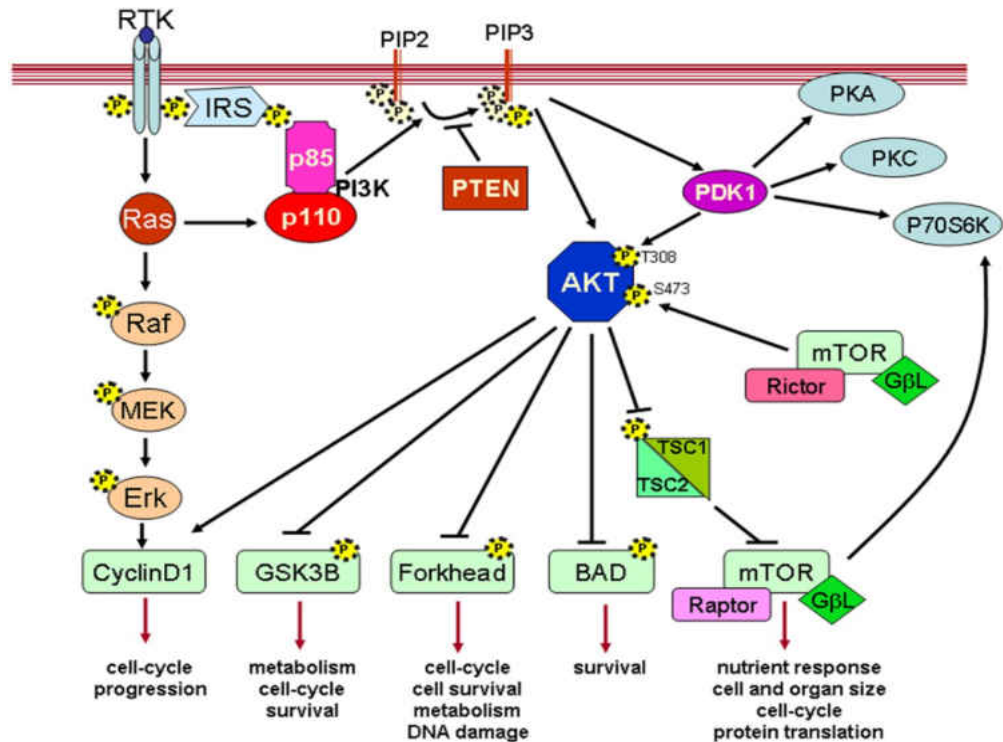 RTK
PIP2
PIP3
P
P
IRS
P
P
P
P
P
P
P
PKA
p85
PI3K
p110
PTEN
PDK1
PKC
P70S6K
Ras
AKT
P
T308
P
S473
P
Raf
mTOR
Rictor
GβL
P
MEK
P
TSC1
TSC2
P
Erk
CyclinD1
GSK3B
P
Forkhead
P
BAD
P
mTOR
Raptor
GβL
cell-cycle
progression
metabolism
cell-cycle
survival
cell-cycle
cell survival
metabolism
DNA damage
survival
nutrient response
cell and organ size
cell-cycle
protein translation